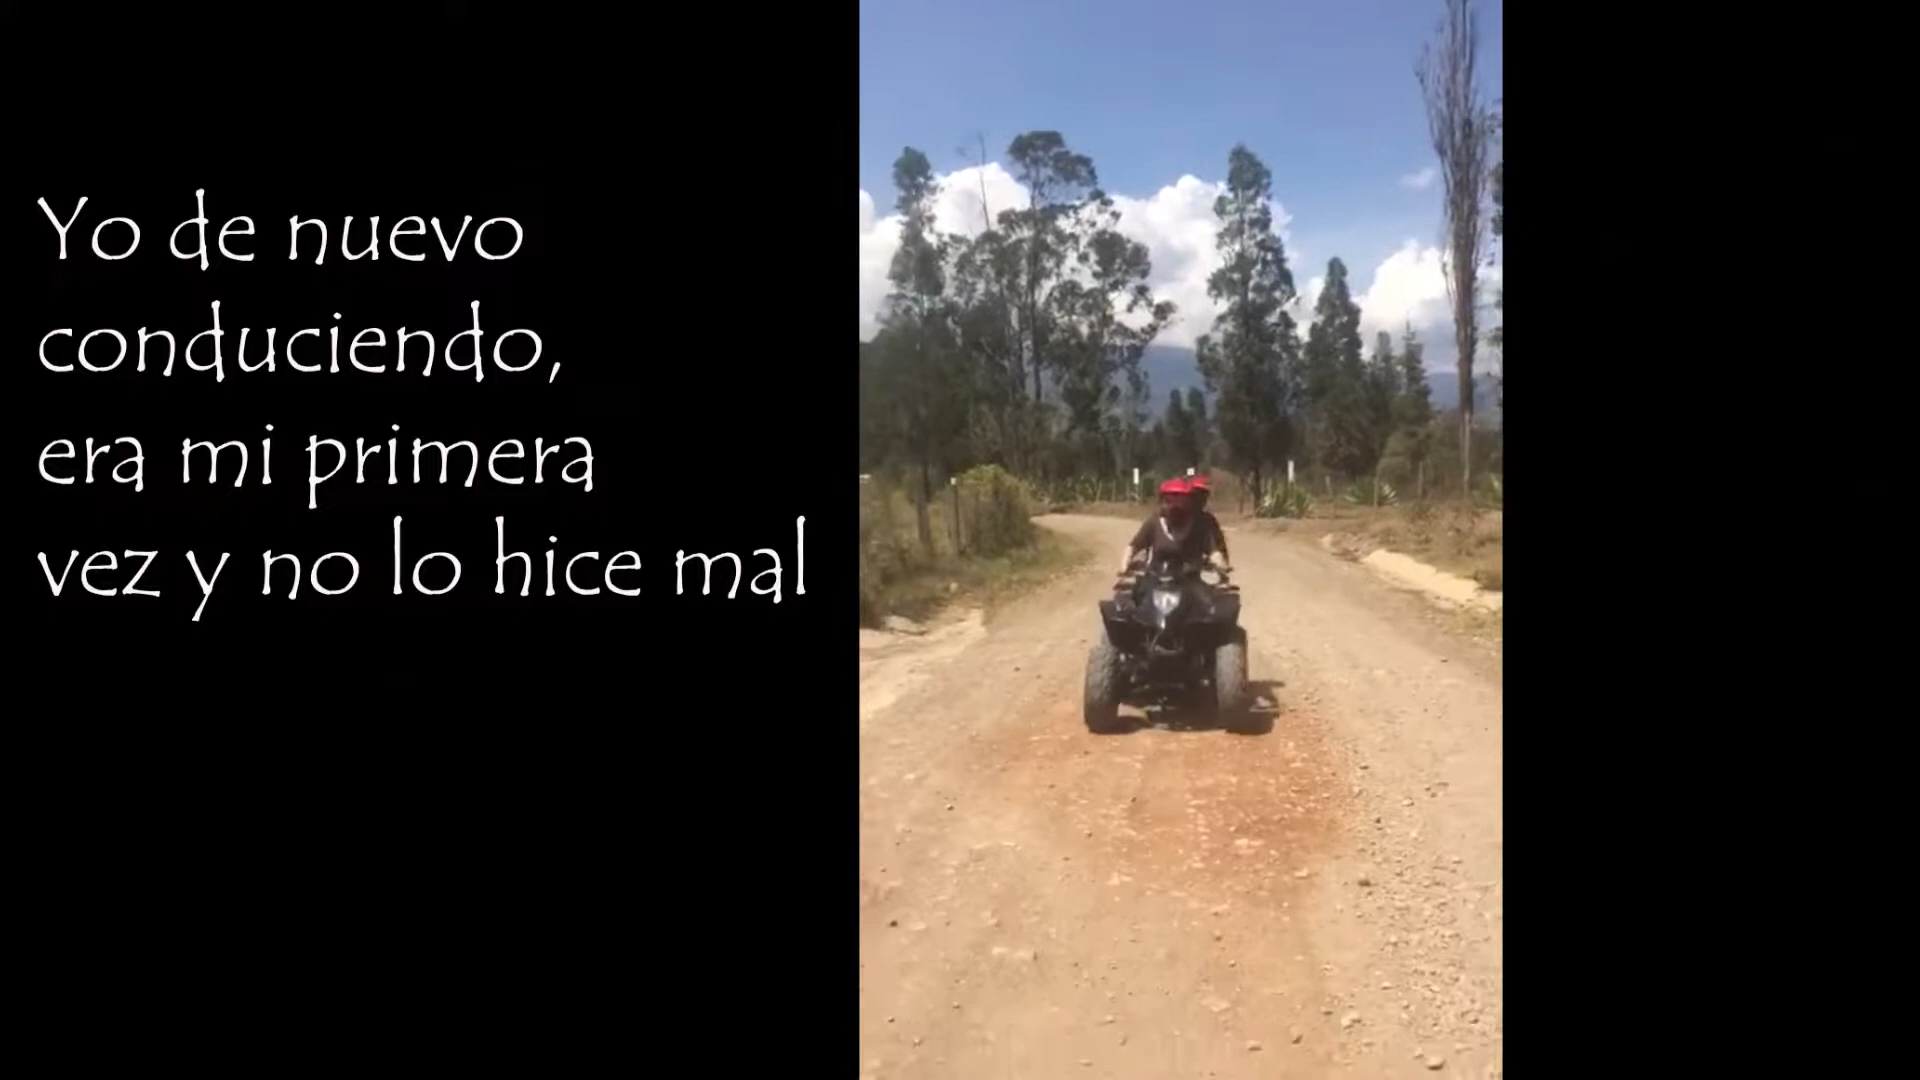 Yo de nuevo
conduciendo,
era mi primera
vez y no lo hice mal